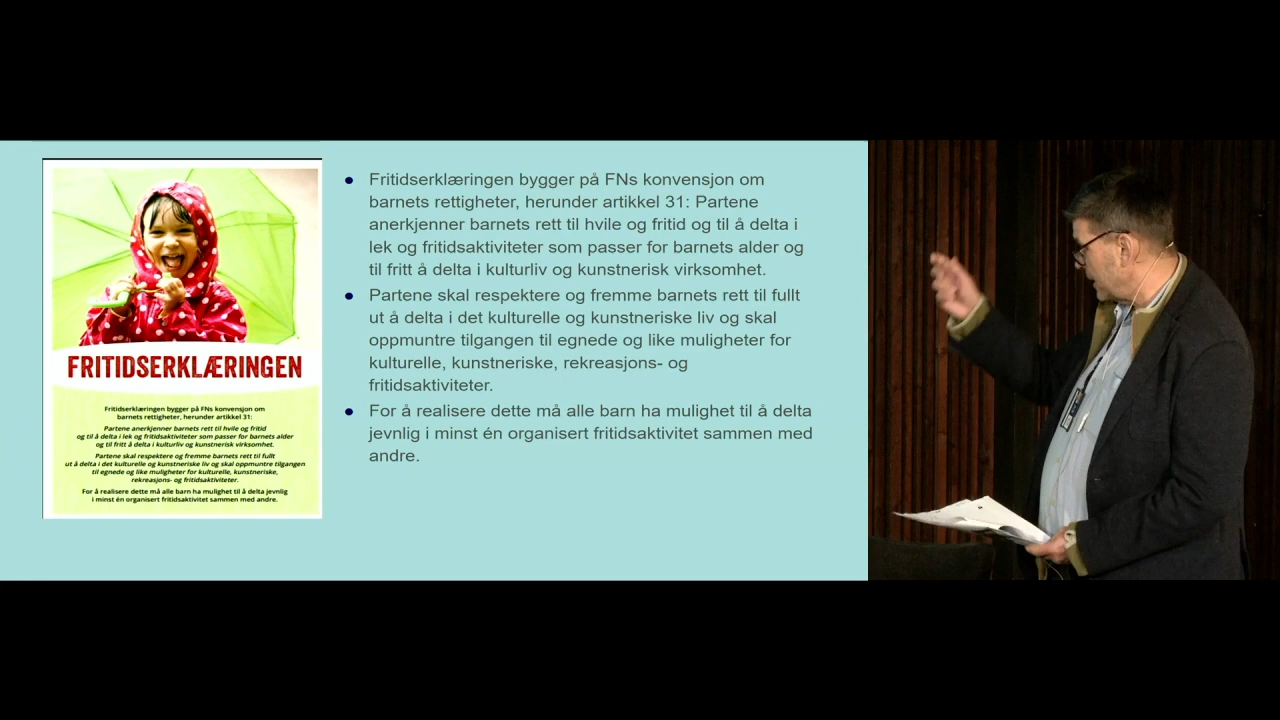 FRITIDSERKLÆRINGEN
Fritidserklæringen bygger på FNs konvensjon om
barnets rettigheter, herunder artikkel 31:
Partene anerkjenner barnets rett til hvile og fritid
og til å delta i lek og fritidsaktiviteter som passer for barnets alder
og til fritt å delta i kulturliv og kunstnerisk virksomhet.
Partene skal respektere og fremme barnets rett til fullt
ut å delta i det kulturelle og kunstneriske liv og skal oppmuntre tilgangen
til egnede og like muligheter for kulturelle, kunstneriske,
rekreasjons- og fritidsaktiviteter.
For å realisere dette må alle barn ha mulighet til å delta jevnlig
i minst én organisert fritidsaktivitet sammen med andre.
• Fritidserklæringen bygger på FNs konvensjon om
barnets rettigheter, herunder artikkel 31: Partene
anerkjenner barnets rett til hvile og fritid og til å delta i
lek og fritidsaktiviteter som passer for barnets alder og
til fritt å delta i kulturliv og kunstnerisk virksomhet.
• Partene skal respektere og fremme barnets rett til fullt
ut å delta i det kulturelle og kunstneriske liv og skal
oppmuntre tilgangen til egnede og like muligheter for
kulturelle, kunstneriske, rekreasjons- og
fritidsaktiviteter.
• For å realisere dette må alle barn ha mulighet til å delta
jevnlig i minst én organisert fritidsaktivitet sammen med
andre.